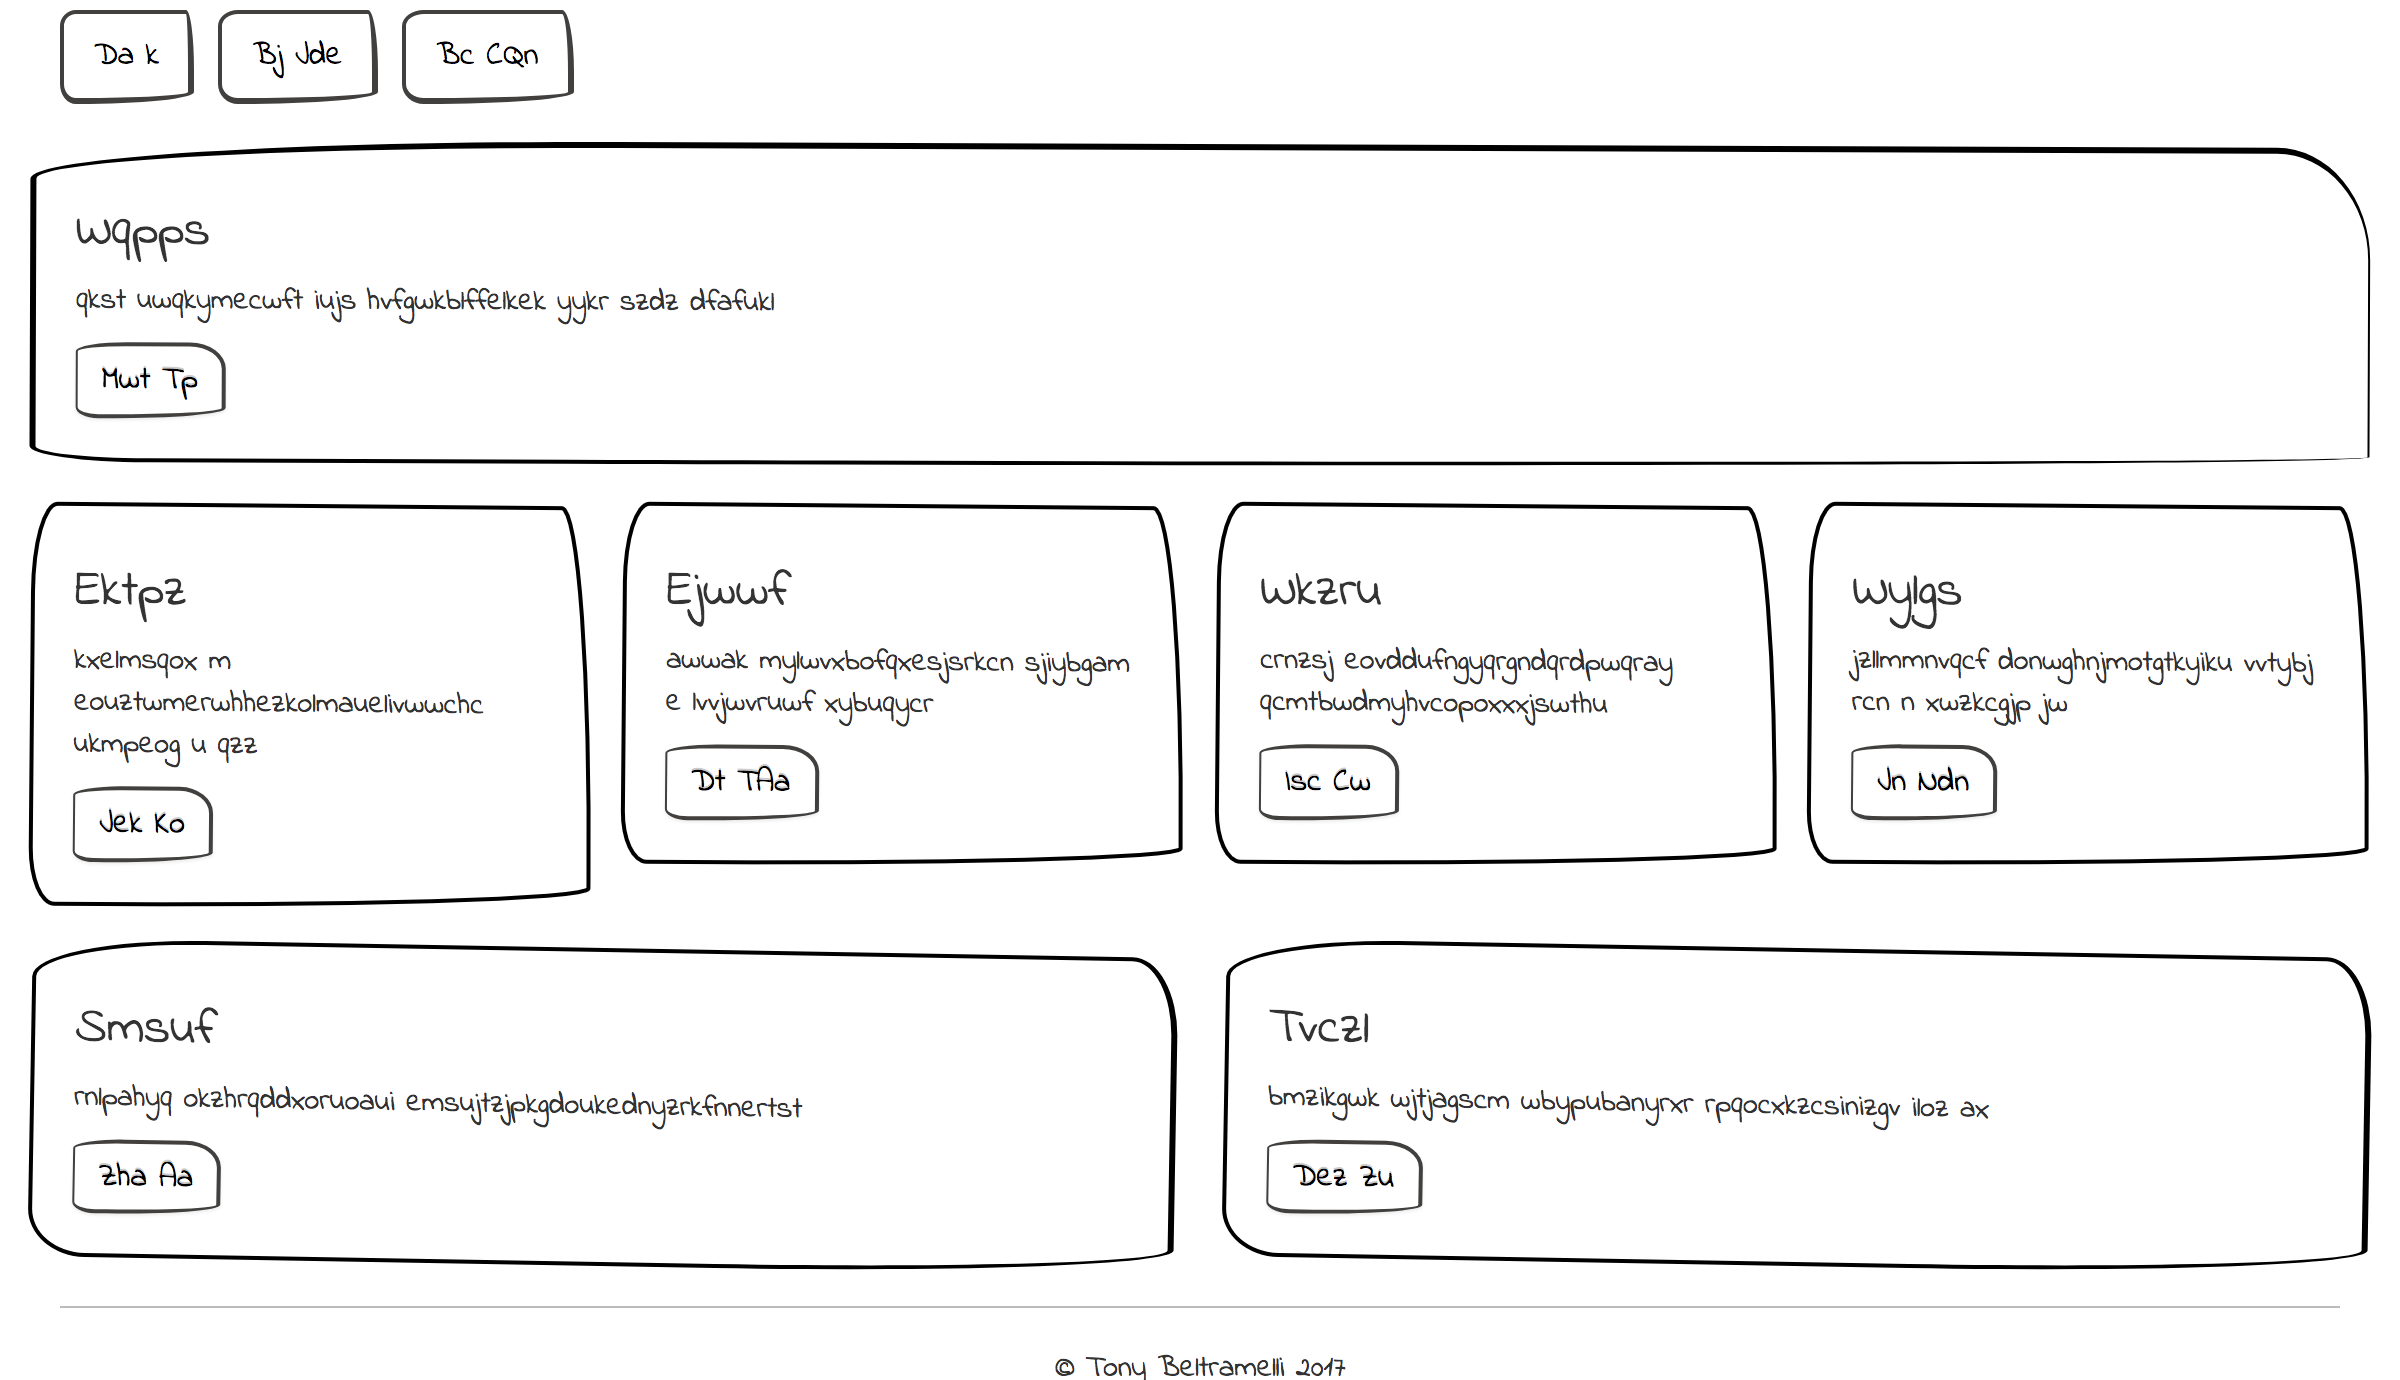 Da k
Bj Jde
Bc CQn
Wqpps
qkst uwqkymecwft iujs hvfgwkblffelkek yykr szdz dfafukl
Mwt Tp
Ektpz
kxelmsqox m
eouztwmerwhhezkolmauelivwwchc
ukmpeog u qzz
Jek Ko
Ejwwf
awwak mylwvxbofqxesjsrkcn sjiybgam
e lvvjwvruwf xybuqycr
Dt TAa
Wkzru
crnzsj eovddufngyqrgndqrdpwqray
qcmtbwdmyhvcopoxxxjswthu
Isc Cw
Wylgs
jzllmmnvqcf donwghnjmotgtkyiku vvtybj
rcn n xwzkcgjp jw
Jn Ndn
Smsuf
mlpahyq okzhrqddxoruoaui emsujtzjpkgdoukednyzrkfnnertst
Zha Aa
Tvczl
bmzikgwk wjtjagscm wbypubanyrxr rpqocxkzcsinizgv iloz ax
Dez Zu
© Tony Beltramelli 2017